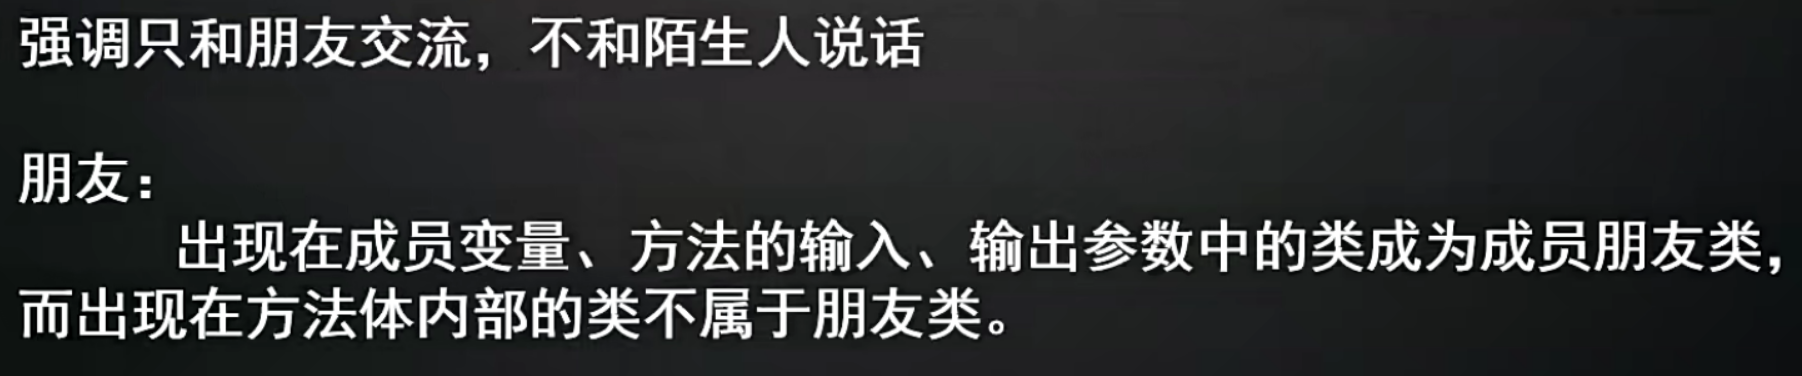 强调只和朋友交流，不和陌生人说话
朋友：
出现在成员变量、方法的输入、输出参数中的类成为成员朋友类，
而出现在方法体内部的类不属于朋友类。